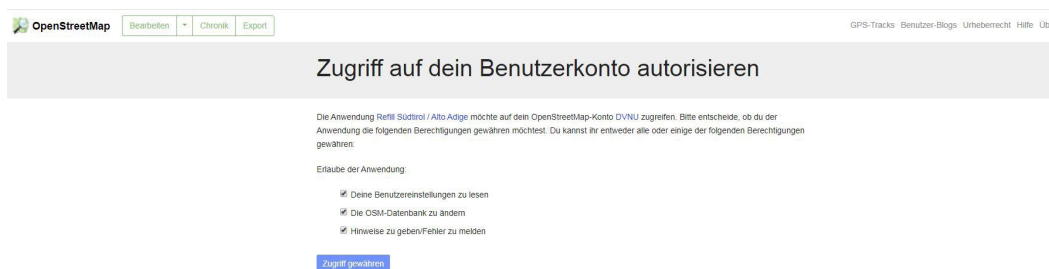 OpenStreetMap Bearbeiten Chronik Export GPS-Tracks Benutzer-Blogs Urheberrecht Hilfe Üb
Zugriff auf dein Benutzerkonto autorisieren
Die Anwendung Refill Südtirol / Alto Adige möchte auf dein OpenStreetMap-Konto DVNU zugreifen. Bitte entscheide, ob du der
Anwendung die folgenden Berechtigungen gewähren möchtest. Du kannst ihr entweder alle oder einige der folgenden Berechtigungen
gewähren:
Erlaube der Anwendung:
Deine Benutzereinstellungen zu lesen
Die OSM-Datenbank zu ändern
Hinweise zu geben/Fehler zu melden
Zugriff gewähren